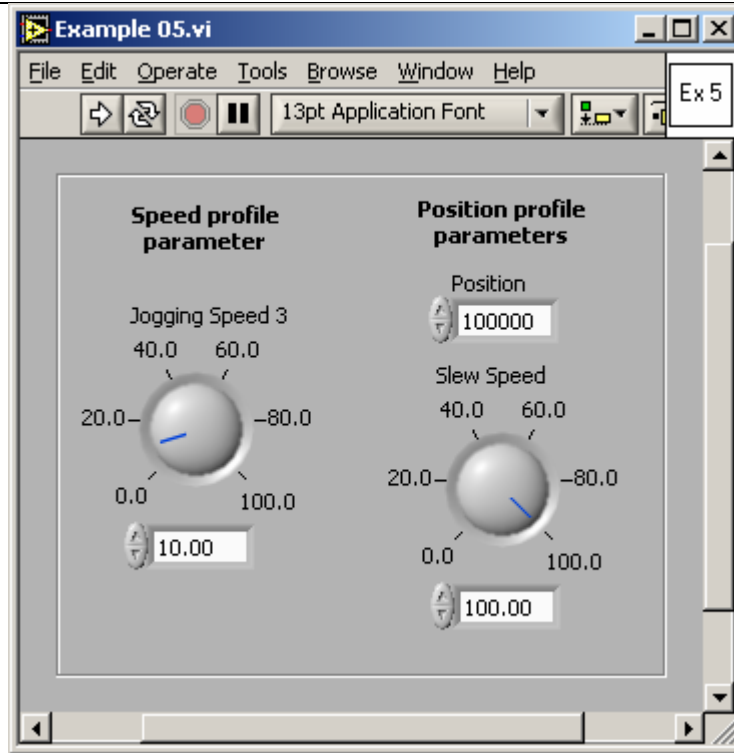 Example 05.vi
File Edit Operate Tools Browse Window Help
Ex 5
13pt Application Font
Speed profile
parameter
Position profile
parameters
Jogging Speed 3
40.0 60.0
20.0 80.0
0.0 100.0
10.00
Position
100000
Slew Speed
40.0 60.0
20.0 80.0
0.0 100.0
100.00